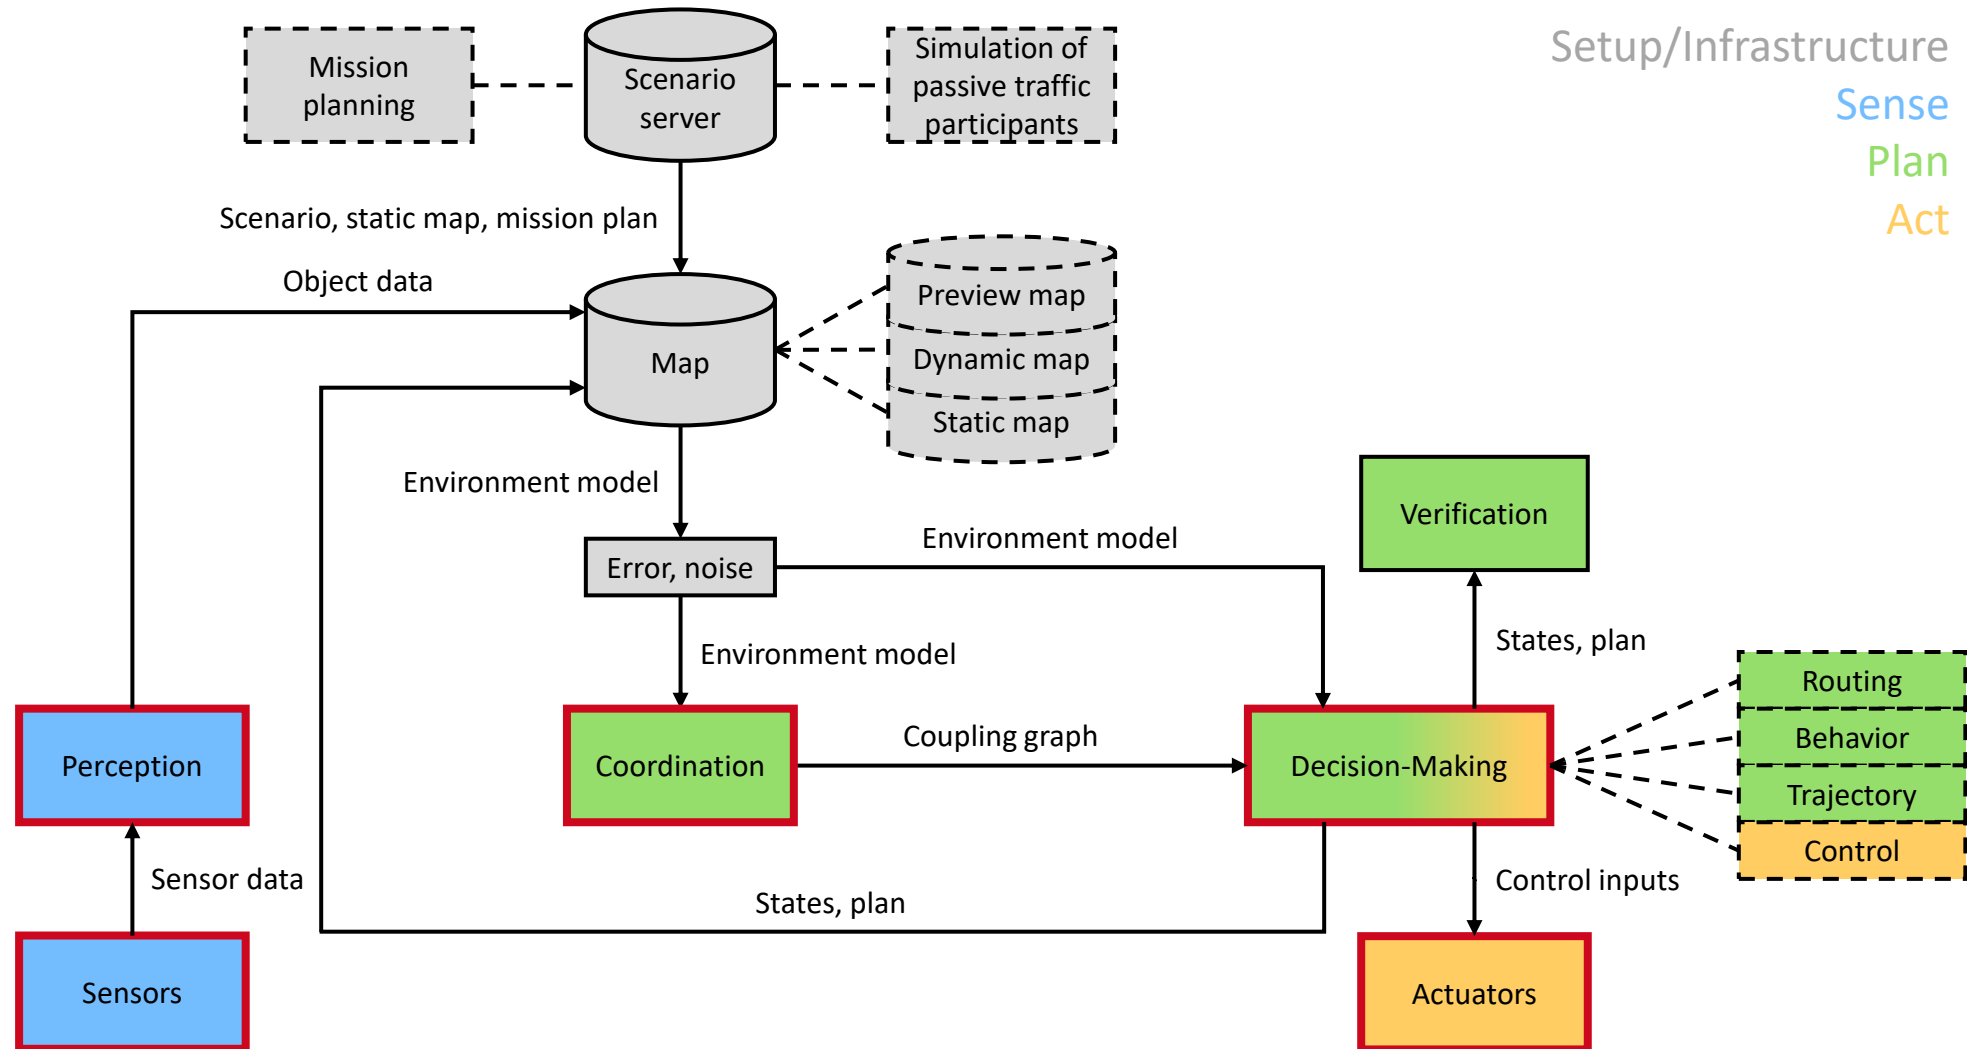 Mission
planning
Scenario
server
Simulation of
passive traffic
participants
Setup/Infrastructure
Sense
Plan
Act
Scenario, static map, mission plan
Object data
Map
Preview map
Dynamic map
Static map
Environment model
Error, noise
Environment model
Verification
Environment model
States, plan
Perception
Coordination
Coupling graph
Decision-Making
Routing
Behavior
Trajectory
Control
Sensor data
States, plan
Control inputs
Sensors
Actuators